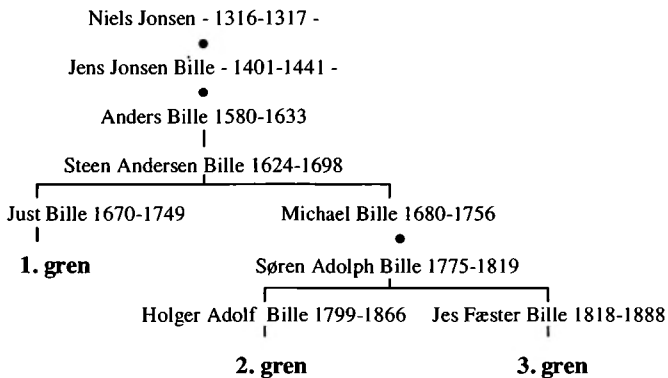 Niels Jonsen - 1316-1317 -
Jens Jonsen Bille - 1401-1441 -
Anders Bille 1580-1633
Steen Andersen Bille 1624-1698
Just Bille 1670-1749 Michael Bille 1680-1756
1. gren
Søren Adolph Bille 1775-1819
Holger Adolf Bille 1799-1866 Jes Fæster Bille 1818-1888
2. gren 3. gren